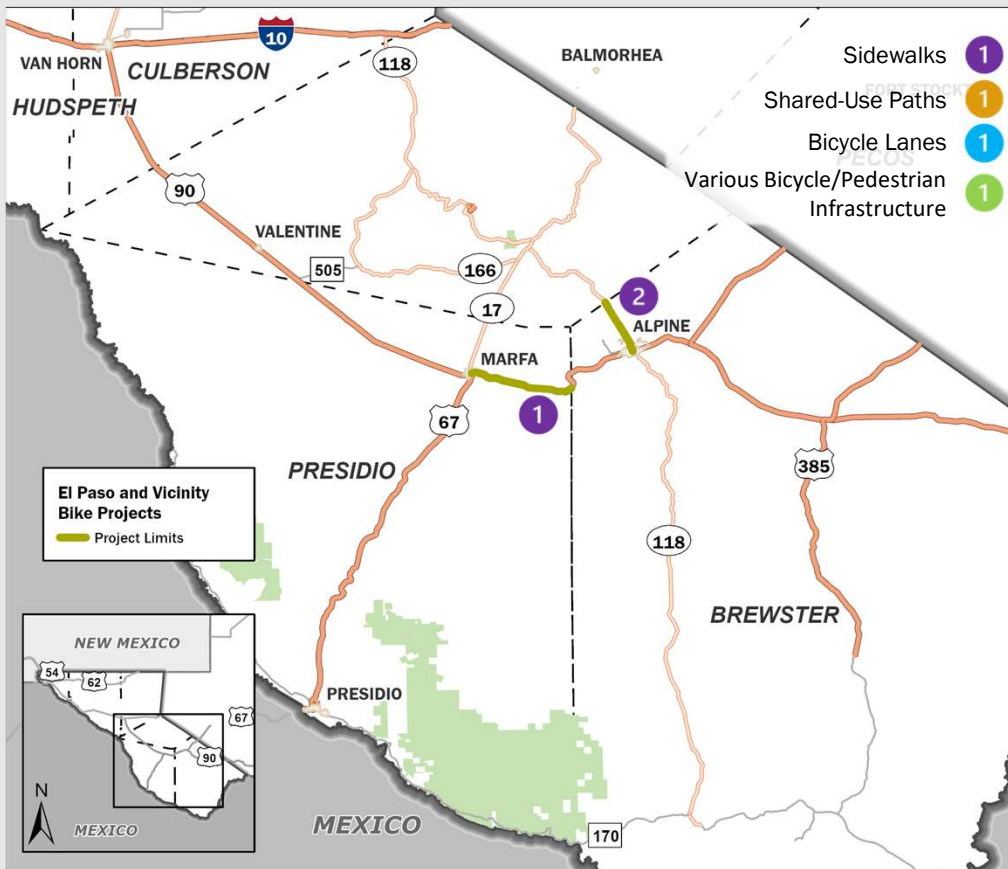 10
VAN HORN
CULBERSON
118
BALMORHEA
HUDSPETH
Sidewalks 1
FORT STOCKT
Shared-Use Paths 1
Bicycle Lanes 1
PECOS
Various Bicycle/Pedestrian
Infrastructure 1
90
VALENTINE
505
166
17
2
ALPINE
MARFA
1
67
PRESIDIO
385
El Paso and Vicinity
Bike Projects
Project Limits
118
BREWSTER
NEW MEXICO
54
62
67
90
N
MEXICO
PRESIDIO
MEXICO
170